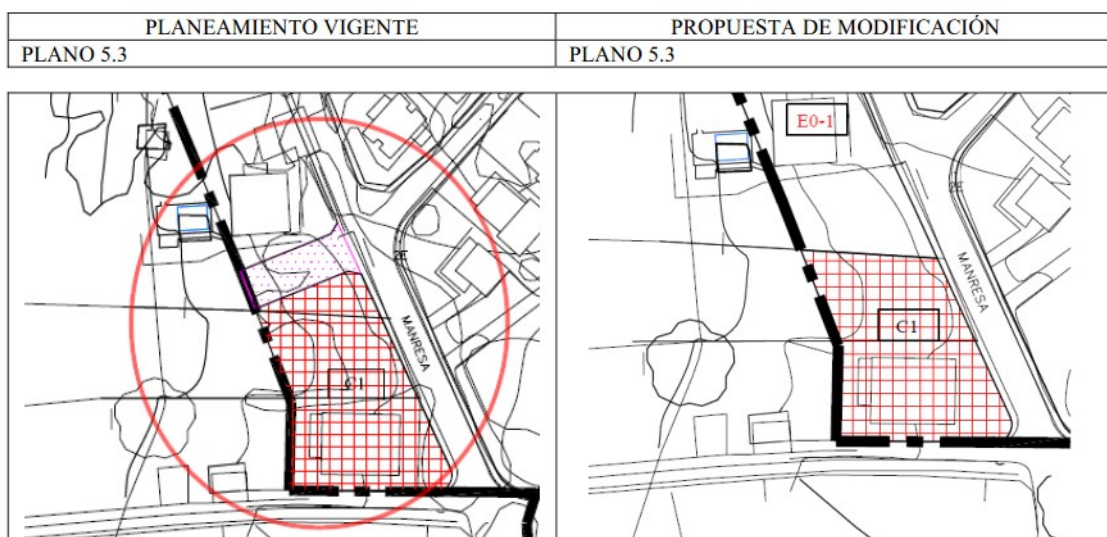 PLANEAMIENTO VIGENTE
PROPUESTA DE MODIFICACIÓN
PLANO 5.3
PLANO 5.3
MANRESA
C1
E0-1
MANRESA
C1